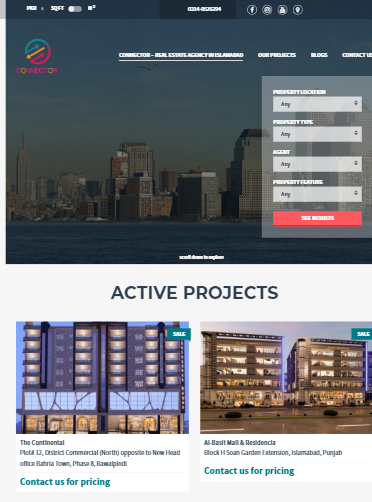 PKR SQFT M²
0334-0526294
CONNECTOR
CONNECTOR – REAL ESTATE AGENCY IN ISLAMABAD OUR PROJECTS BLOGS CONTACT US
PROPERTY LOCATION
Any
PROPERTY TYPE
Any
AGENT
Any
PROPERTY FEATURE
Any
SEE RESULTS
scroll down to explore
ACTIVE PROJECTS
SALE
SALE
The Continental
Plot# 12, District Commercial (North) opposite to New Head
office Bahria Town, Phase 8, Rawalpindi
Contact us for pricing
Al-Basit Mall & Residencia
Block H Soan Garden Extension, Islamabad, Punjab
Contact us for pricing